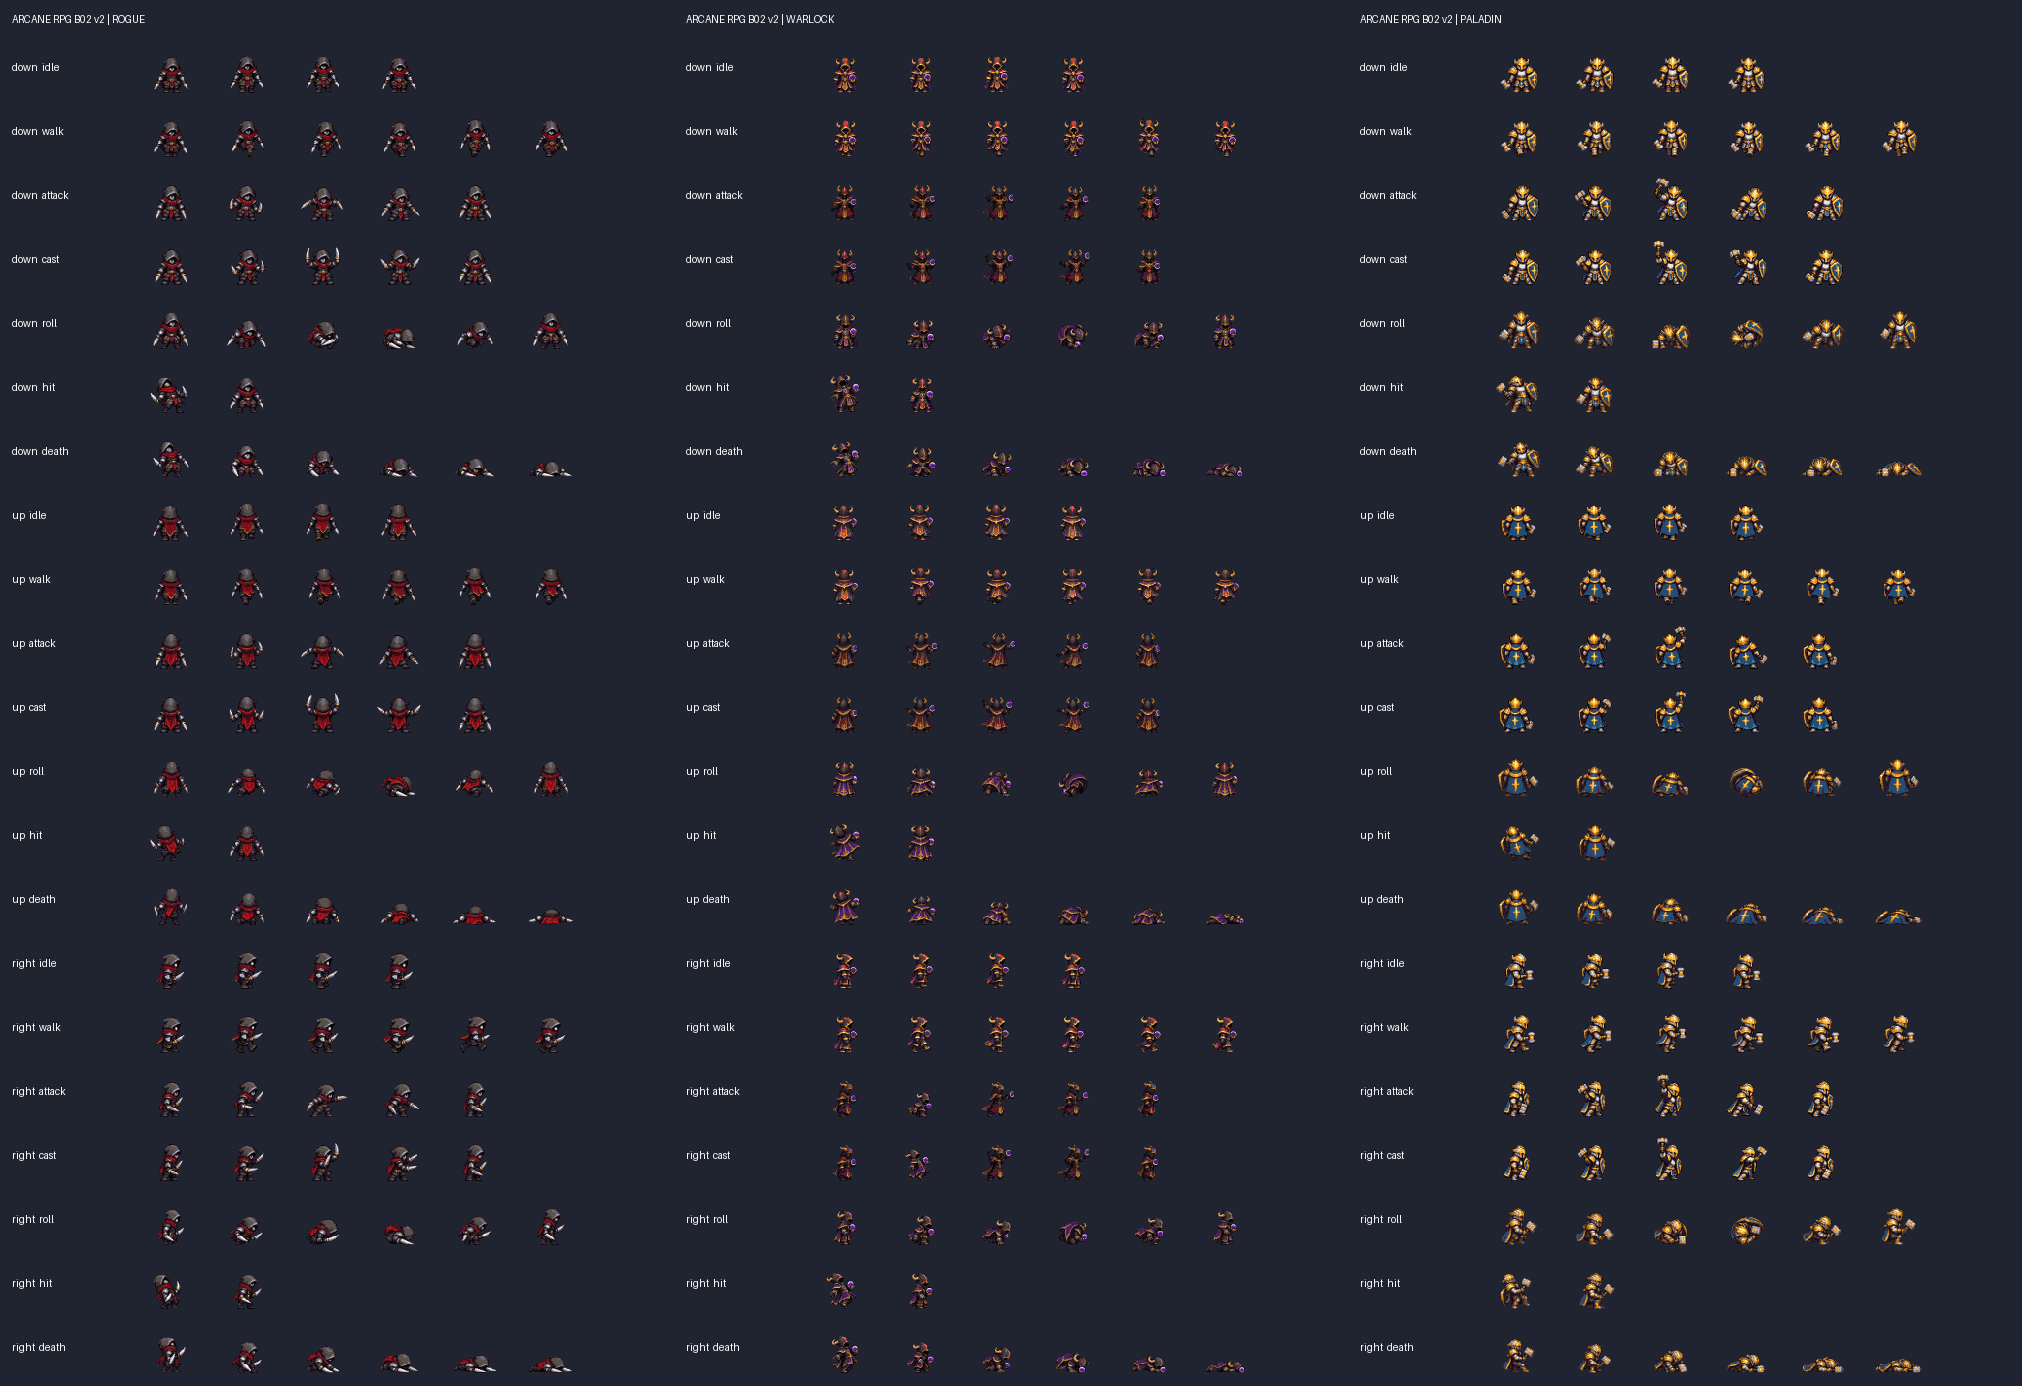 ARCANE RPG B02 v2 | ROGUE
down idle
down walk
down attack
down cast
down roll
down hit
down death
up idle
up walk
up attack
up cast
up roll
up hit
up death
right idle
right walk
right attack
right cast
right roll
right hit
right death
ARCANE RPG B02 v2 | WARLOCK
down idle
down walk
down attack
down cast
down roll
down hit
down death
up idle
up walk
up attack
up cast
up roll
up hit
up death
right idle
right walk
right attack
right cast
right roll
right hit
right death
ARCANE RPG B02 v2 | PALADIN
down idle
down walk
down attack
down cast
down roll
down hit
down death
up idle
up walk
up attack
up cast
up roll
up hit
up death
right idle
right walk
right attack
right cast
right roll
right hit
right death